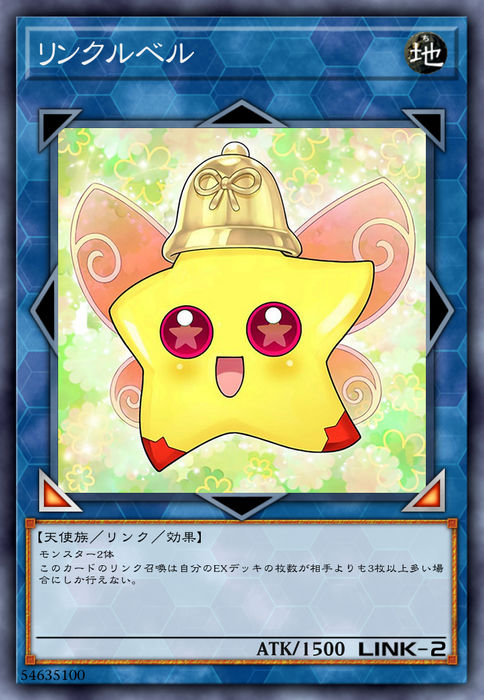 リンクルベル
ち
地
【天使族／リンク／効果】
モンスター2体
このカードのリンク召喚は自分のEXデッキの枚数が相手よりも3枚以上多い場
合にしか行えない。
ATK/1500 LINK-2
54635100